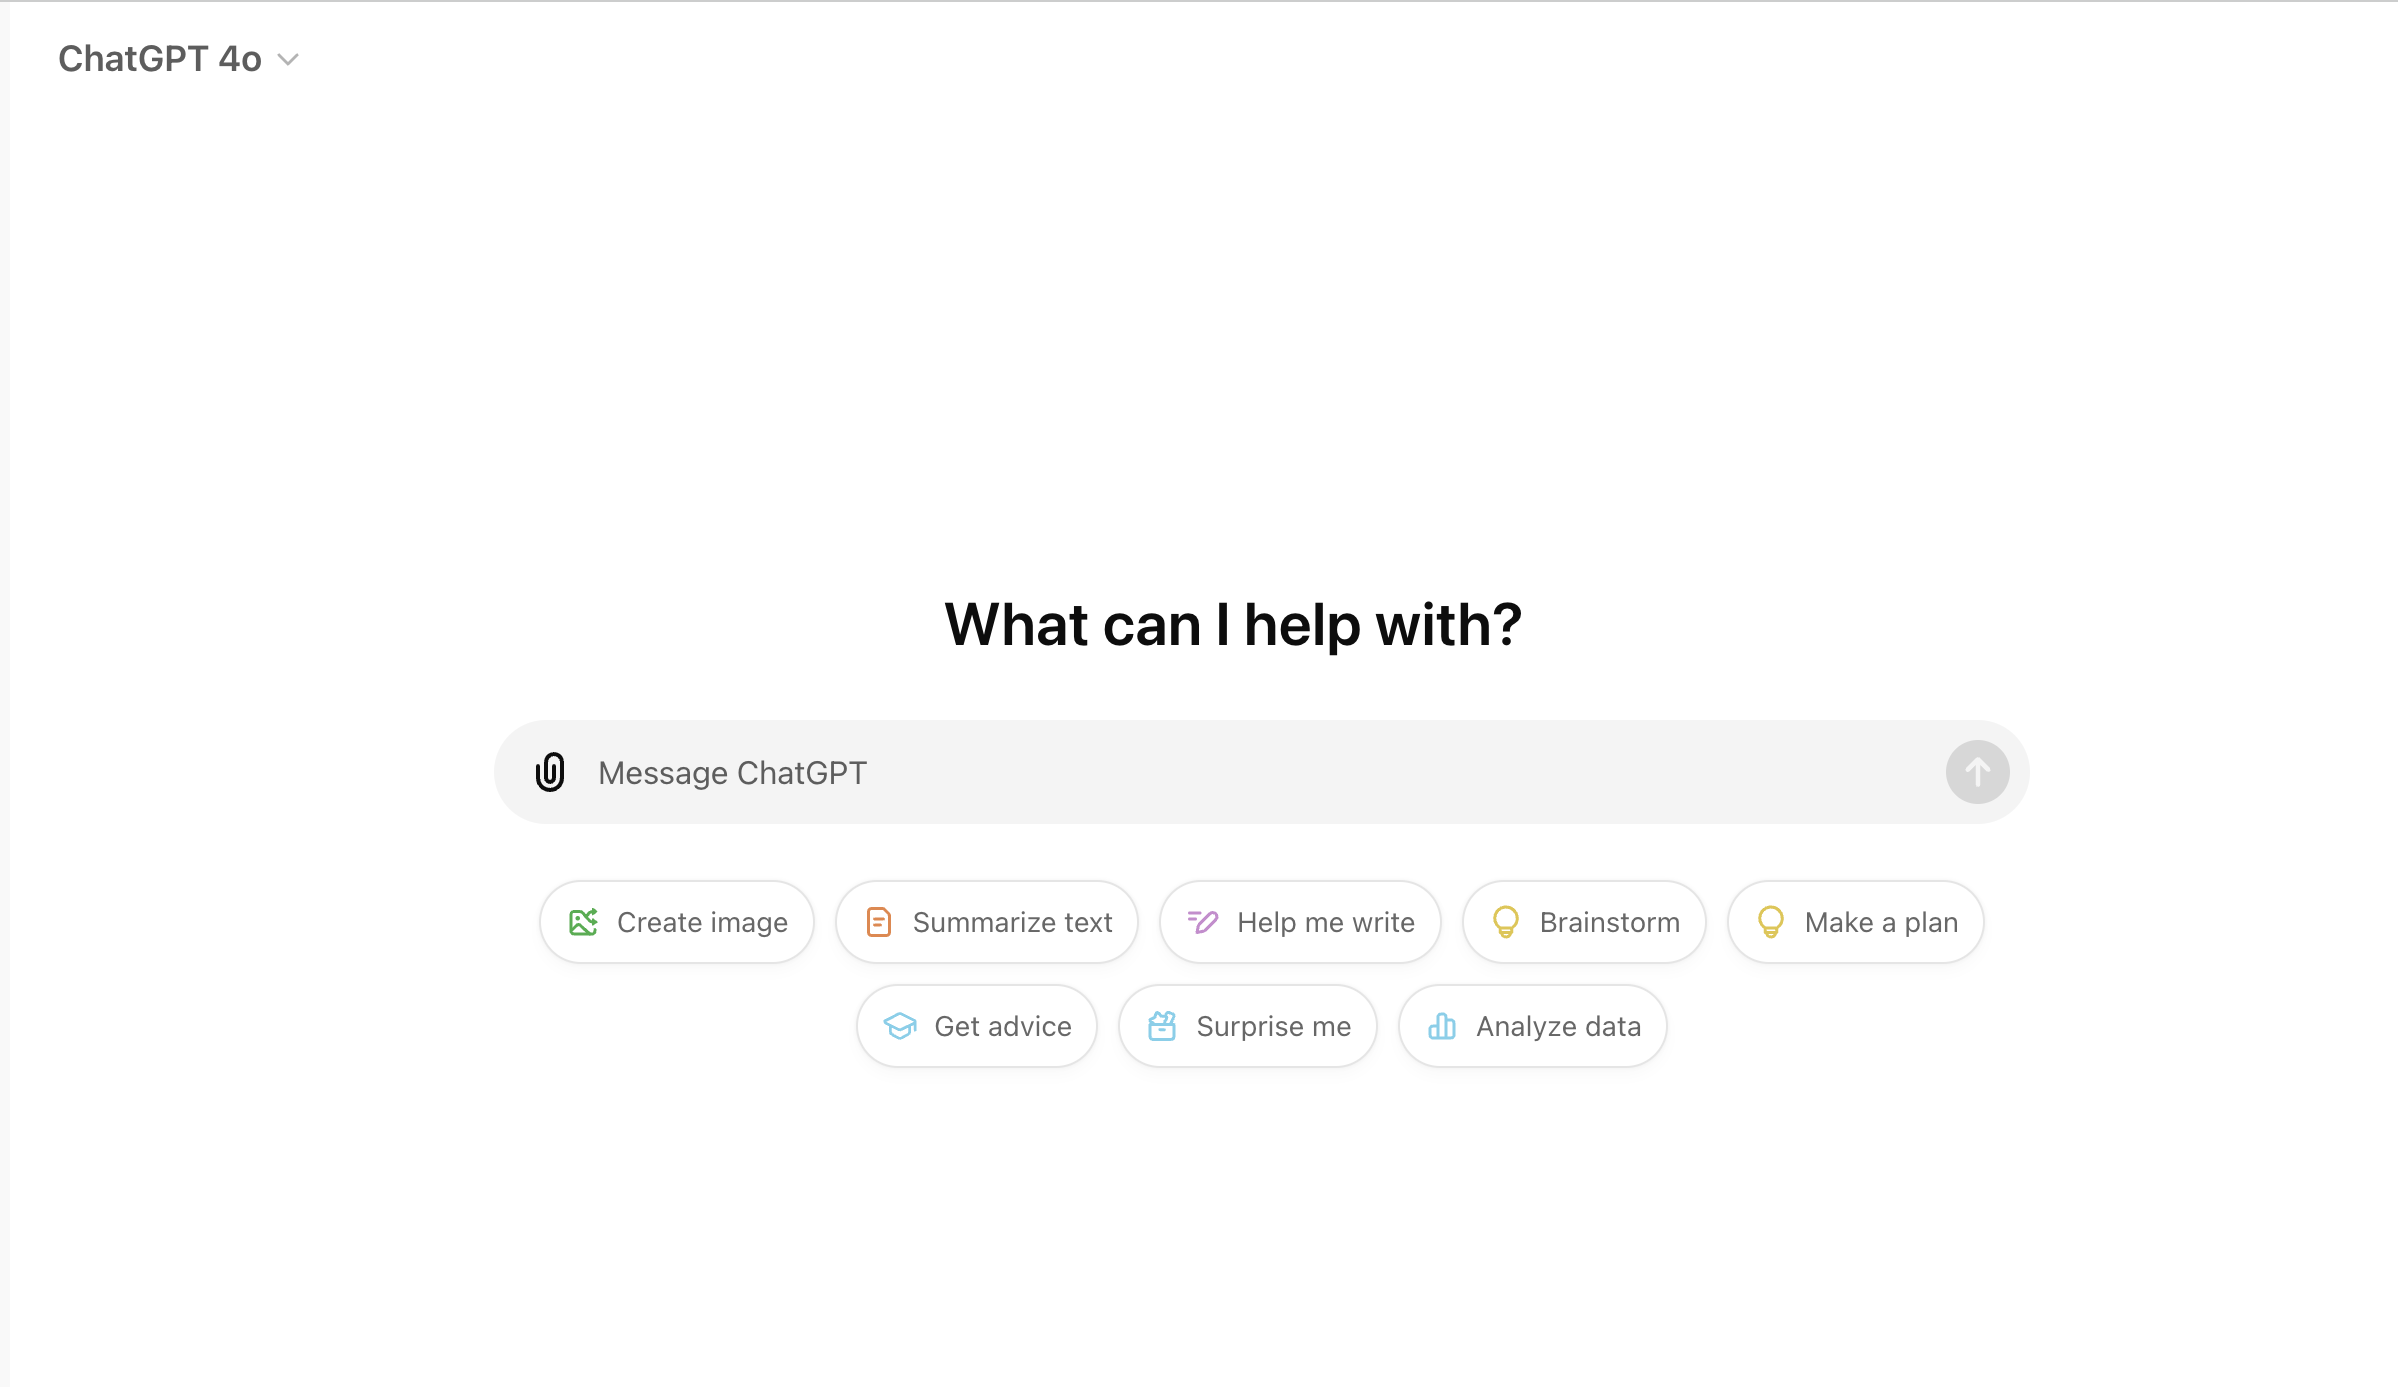 ChatGPT 4o
What can I help with?
Message ChatGPT
Create image
Summarize text
Help me write
Brainstorm
Make a plan
Get advice
Surprise me
Analyze data